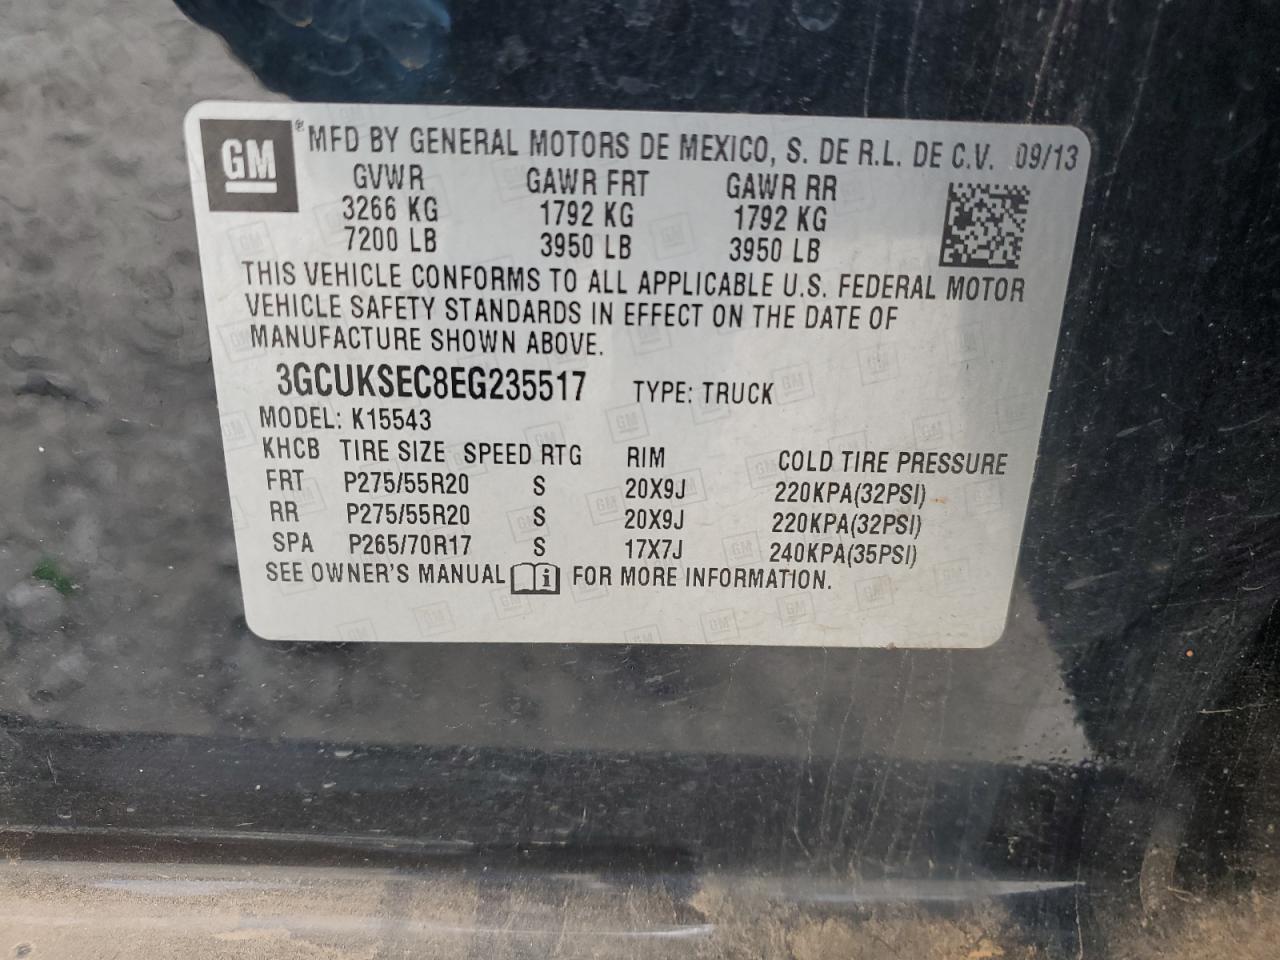 GM ® MFD BY GENERAL MOTORS DE MEXICO, S. DE R.L. DE C.V. 09/13
GVWR GAWR FRT GAWR RR
3266 KG 1792 KG 1792 KG
7200 LB 3950 LB 3950 LB
THIS VEHICLE CONFORMS TO ALL APPLICABLE U.S. FEDERAL MOTOR
VEHICLE SAFETY STANDARDS IN EFFECT ON THE DATE OF
MANUFACTURE SHOWN ABOVE.
3GCUKSEC8EG235517 TYPE: TRUCK
MODEL: K15543
KHCB TIRE SIZE SPEED RTG RIM COLD TIRE PRESSURE
FRT P275/55R20 S 20X9J 220KPA(32PSI)
RR P275/55R20 S 20X9J 220KPA(32PSI)
SPA P265/70R17 S 17X7J 240KPA(35PSI)
SEE OWNER'S MANUAL i FOR MORE INFORMATION.